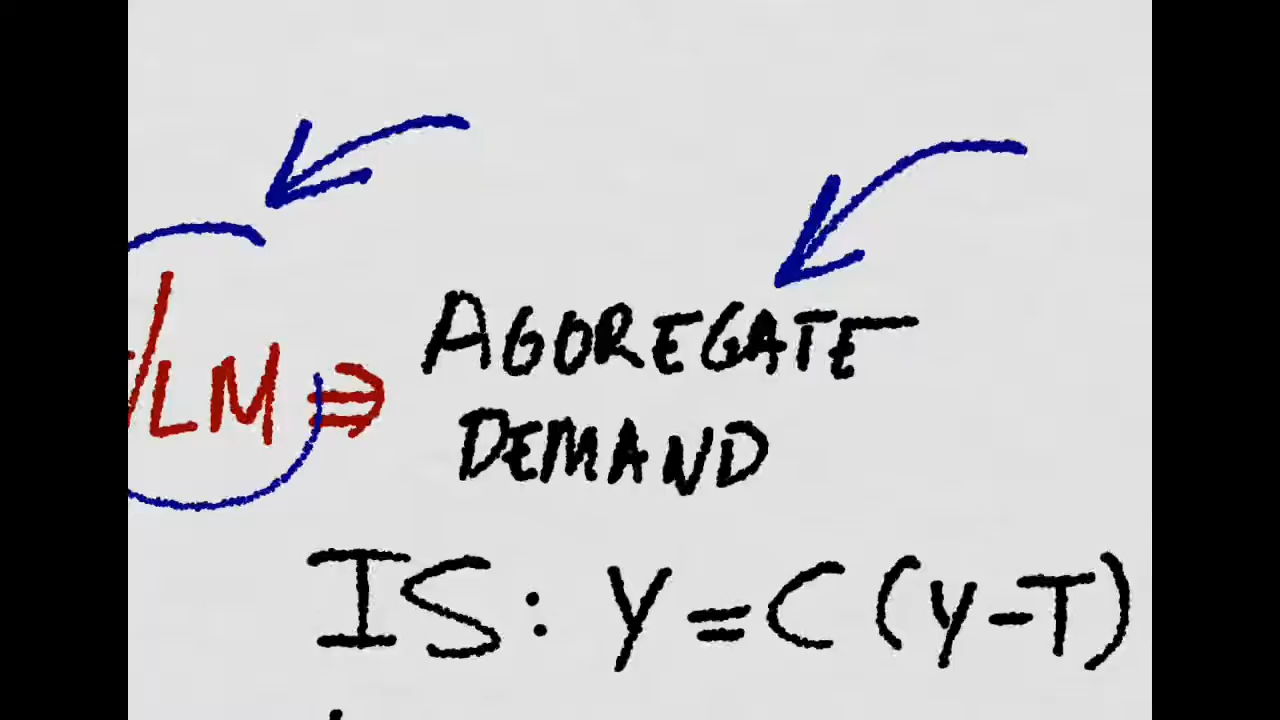 /LM ⇒ AGGREGATE
DEMAND
IS: Y = C (Y-T)